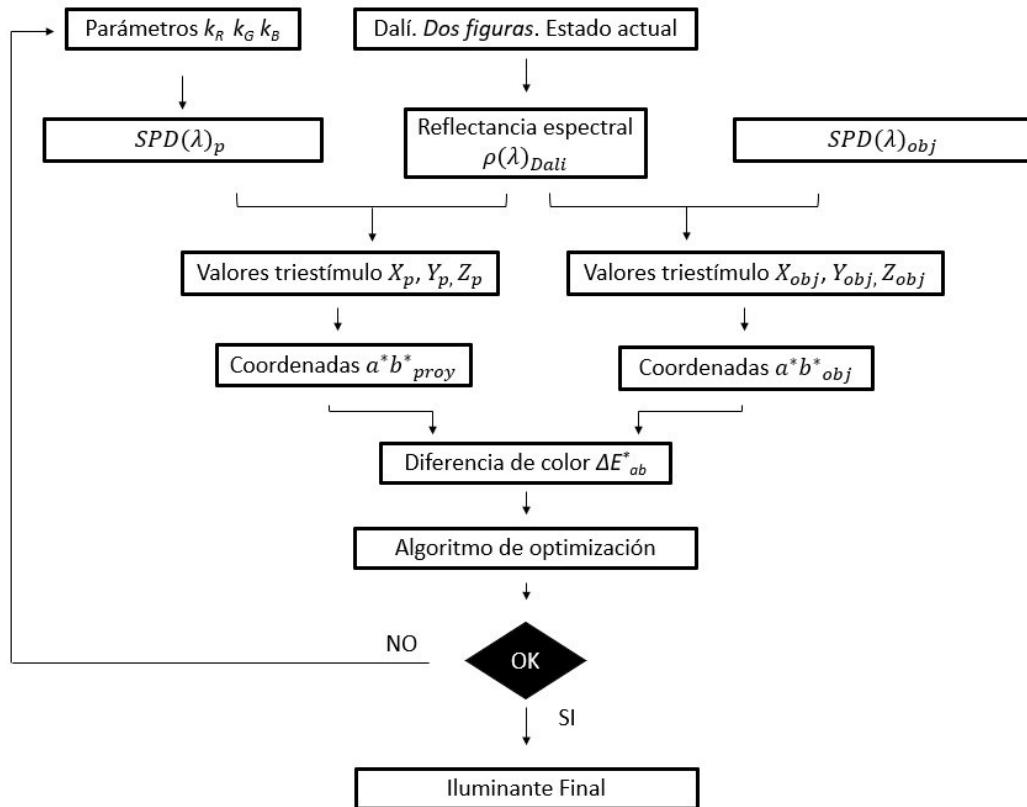 Parámetros k_R k_G k_B
Dalí. Dos figuras. Estado actual
SPD(λ)_p
Reflectancia espectral
ρ(λ)_Dali
SPD(λ)_obj
Valores triestímulo X_p, Y_p, Z_p
Valores triestímulo X_obj, Y_obj, Z_obj
Coordenadas a*b*_proy
Coordenadas a*b*_obj
Diferencia de color ΔE*_ab
Algoritmo de optimización
NO
OK
SI
Iluminante Final